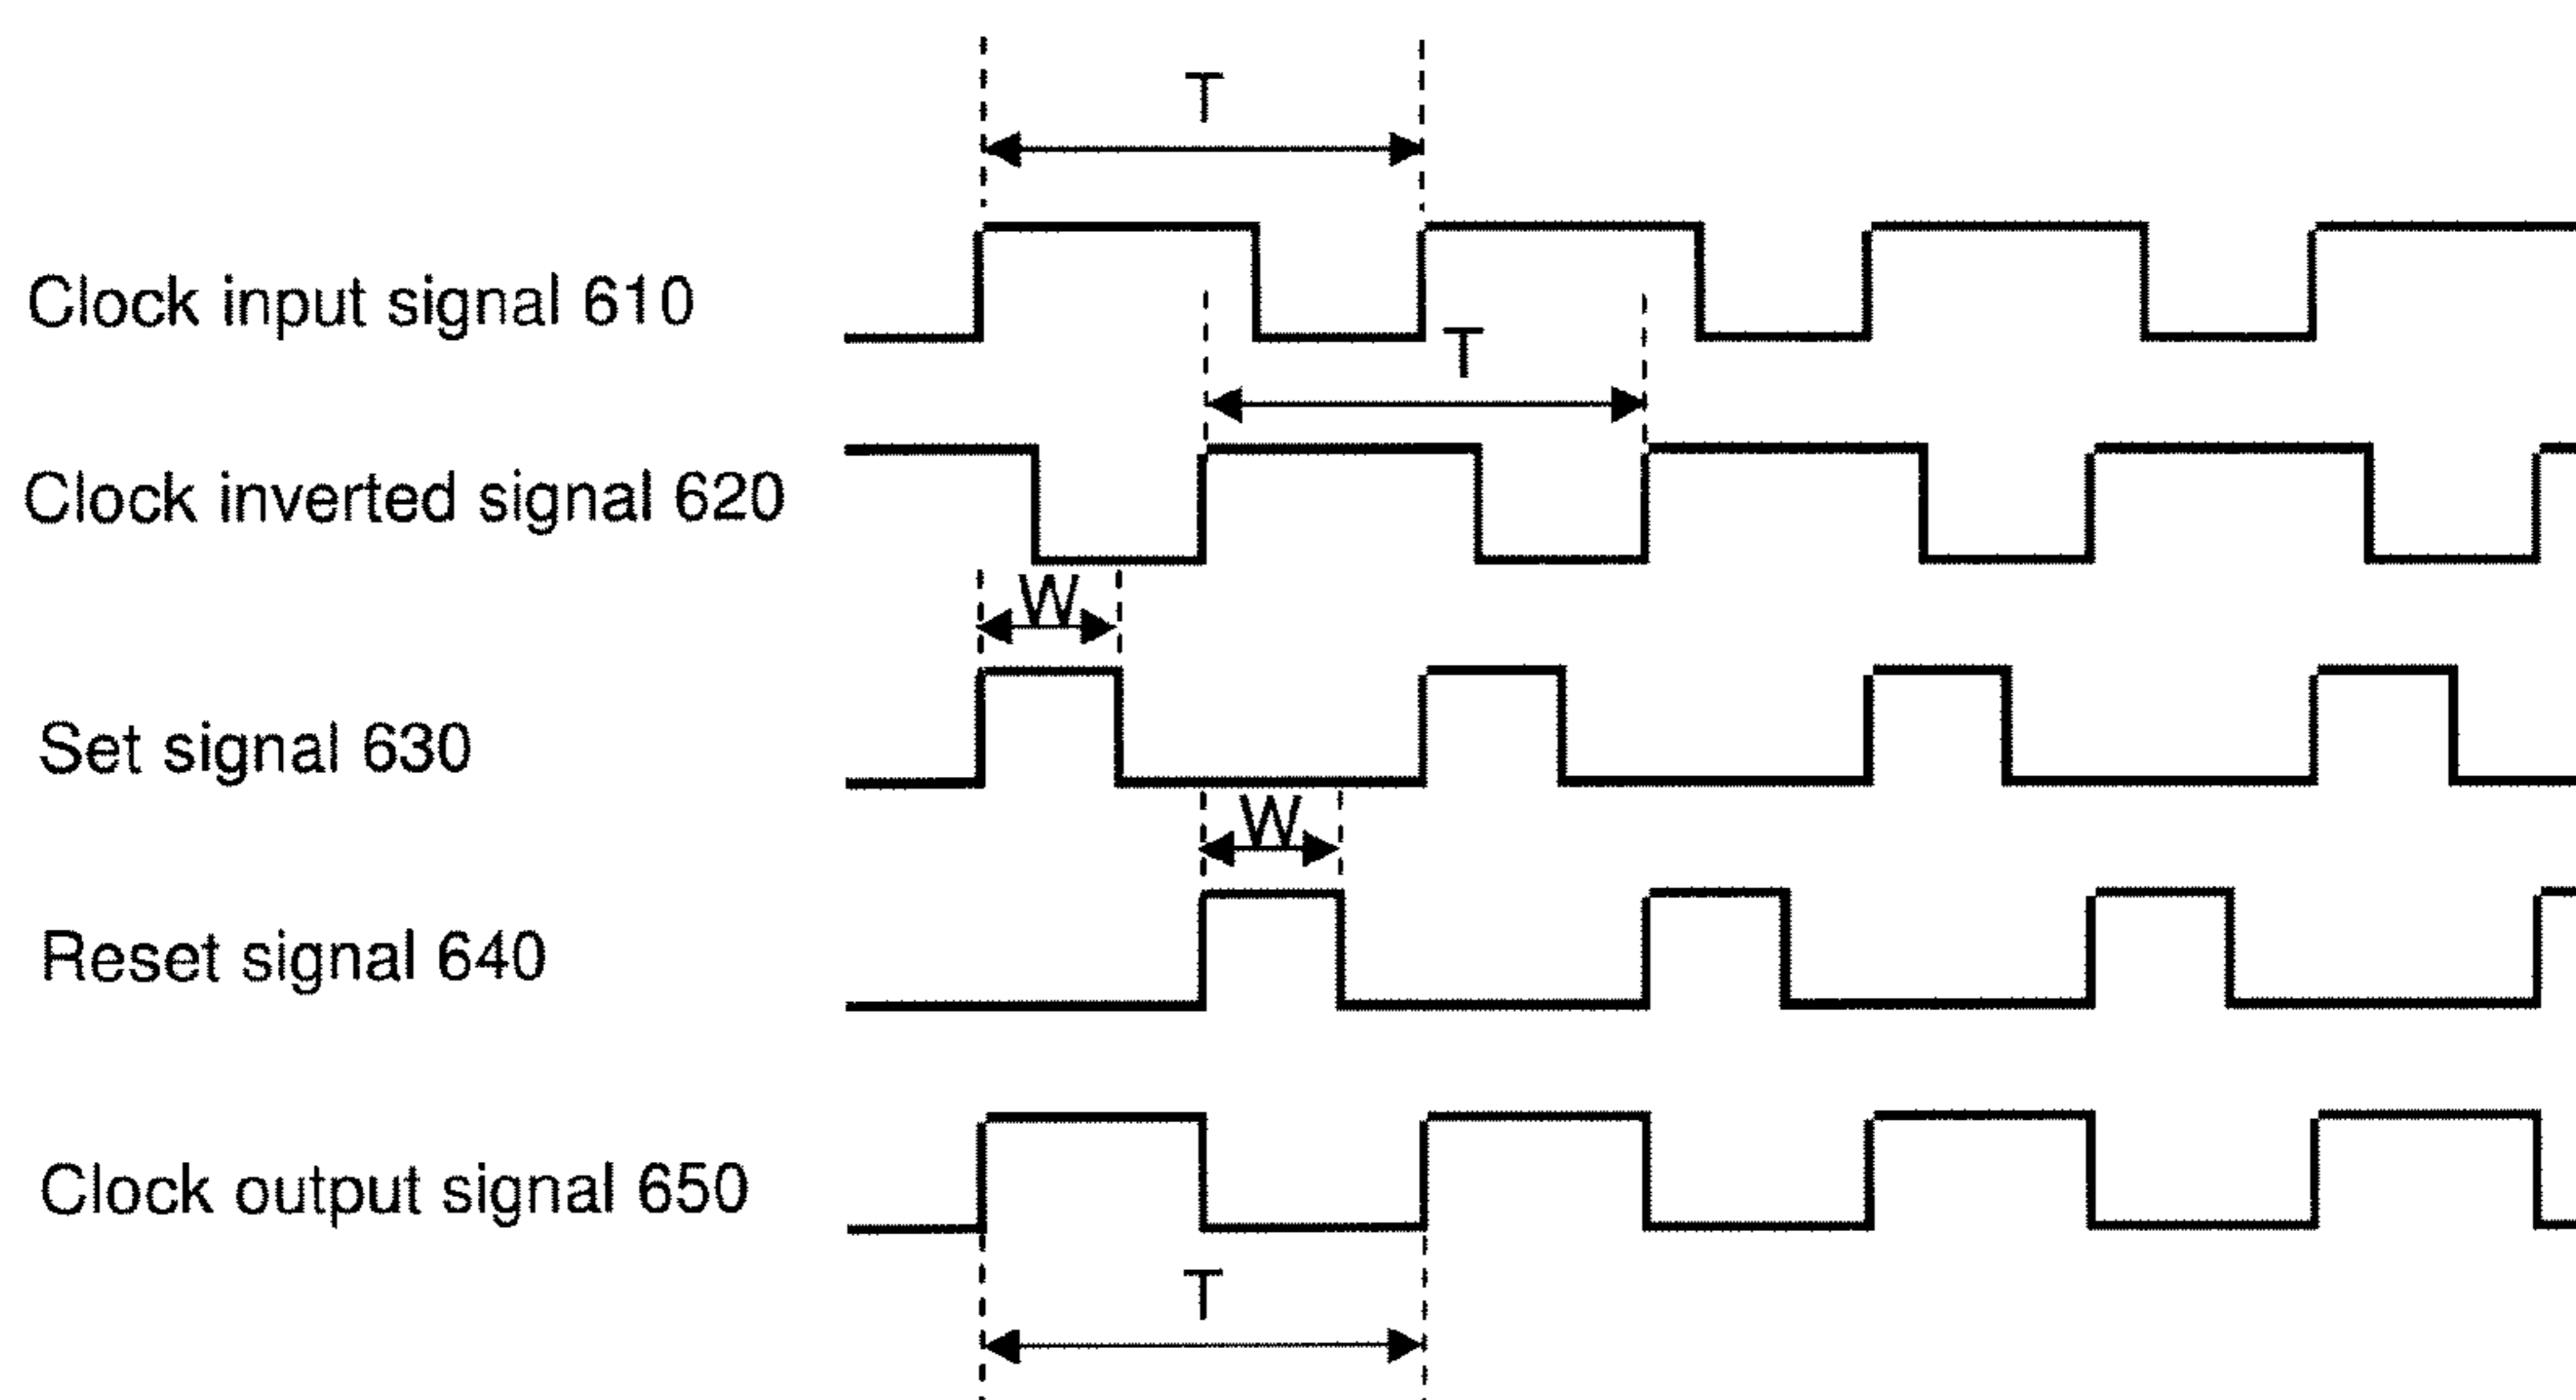 T
Clock input signal 610
T
Clock inverted signal 620
W
Set signal 630
W
Reset signal 640
Clock output signal 650
T